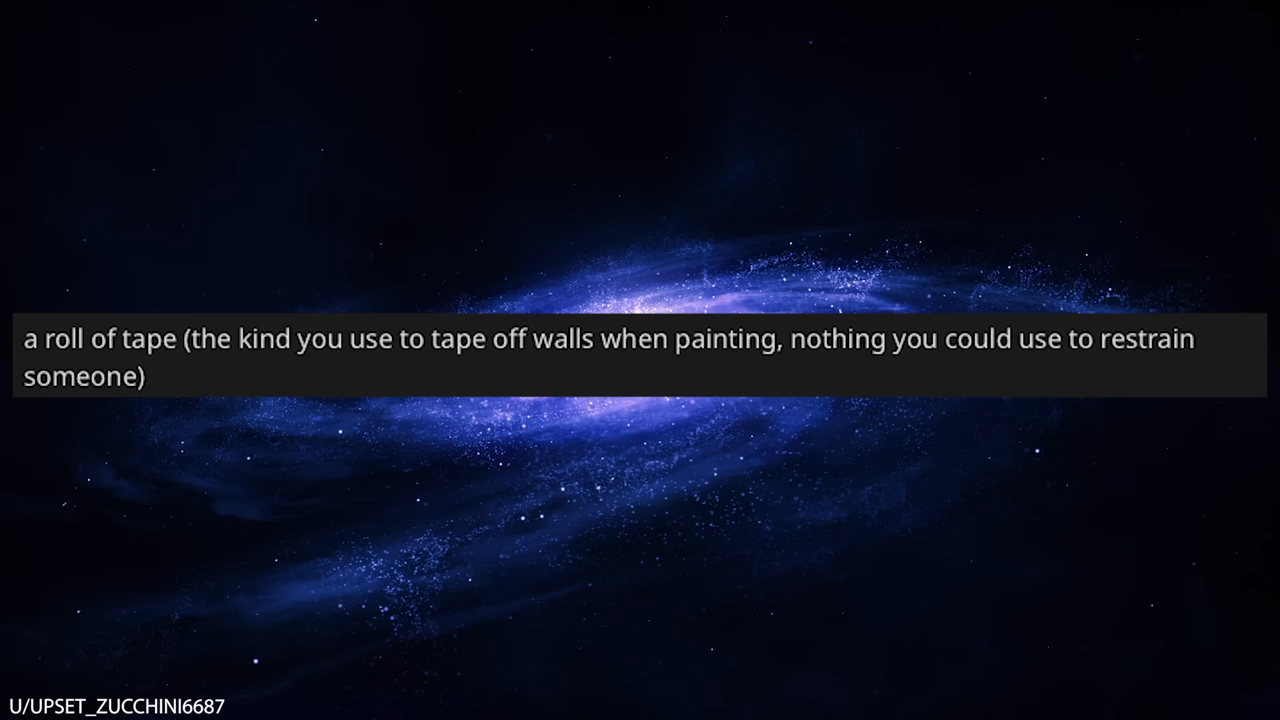 a roll of tape (the kind you use to tape off walls when painting, nothing you could use to restrain
someone)
U/UPSET_ZUCCHINI6687